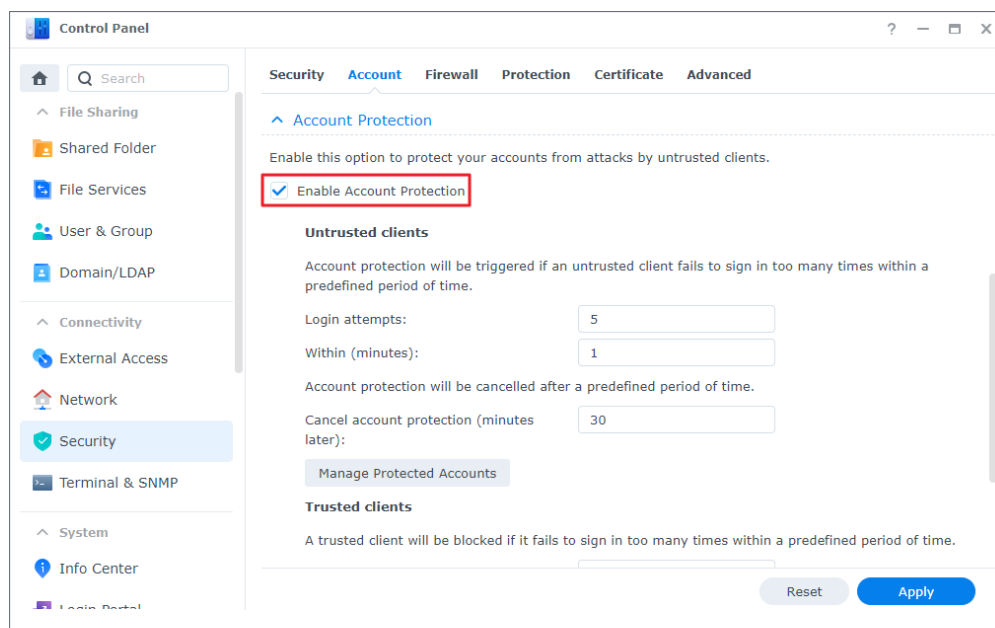 Control Panel
?
Search
File Sharing
Shared Folder
File Services
User & Group
Domain/LDAP
Connectivity
External Access
Network
Security
Terminal & SNMP
System
Info Center
Login Portal
Security Account Firewall Protection Certificate Advanced
Account Protection
Enable this option to protect your accounts from attacks by untrusted clients.
Enable Account Protection
Untrusted clients
Account protection will be triggered if an untrusted client fails to sign in too many times within a
predefined period of time.
Login attempts: 5
Within (minutes): 1
Account protection will be cancelled after a predefined period of time.
Cancel account protection (minutes 30
later):
Manage Protected Accounts
Trusted clients
A trusted client will be blocked if it fails to sign in too many times within a predefined period of time.
Reset Apply